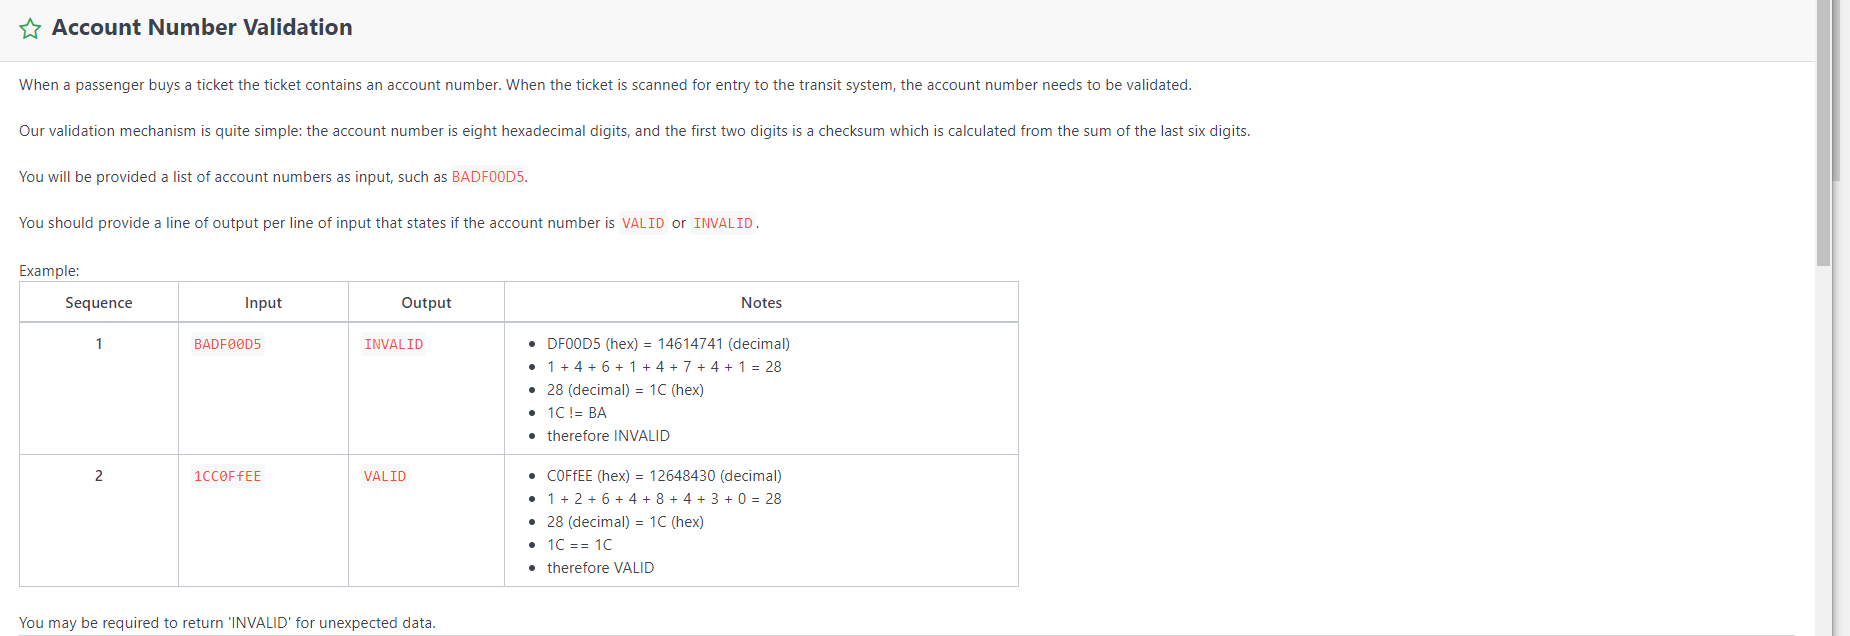 Account Number Validation
When a passenger buys a ticket the ticket contains an account number. When the ticket is scanned for entry to the transit system, the account number needs to be validated.
Our validation mechanism is quite simple: the account number is eight hexadecimal digits, and the first two digits is a checksum which is calculated from the sum of the last six digits.
You will be provided a list of account numbers as input, such as BADF00D5.
You should provide a line of output per line of input that states if the account number is VALID or INVALID.
Example:
Sequence Input Output Notes
1 BADF00D5 INVALID • DF00D5 (hex) = 14614741 (decimal)
• 1 + 4 + 6 + 1 + 4 + 7 + 4 + 1 = 28
• 28 (decimal) = 1C (hex)
• 1C != BA
• therefore INVALID
2 1CC0FfEE VALID • C0FfEE (hex) = 12648430 (decimal)
• 1 + 2 + 6 + 4 + 8 + 4 + 3 + 0 = 28
• 28 (decimal) = 1C (hex)
• 1C == 1C
• therefore VALID
You may be required to return 'INVALID' for unexpected data.